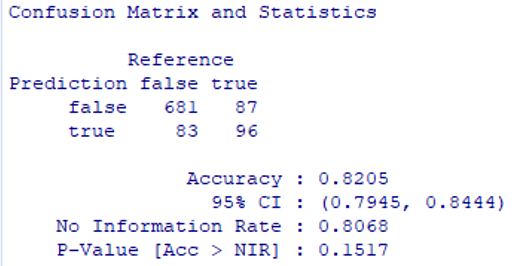 Confusion Matrix and Statistics
Reference
Prediction false true
false 681 87
true 83 96
Accuracy : 0.8205
95% CI : (0.7945, 0.8444)
No Information Rate : 0.8068
P-Value [Acc > NIR] : 0.1517